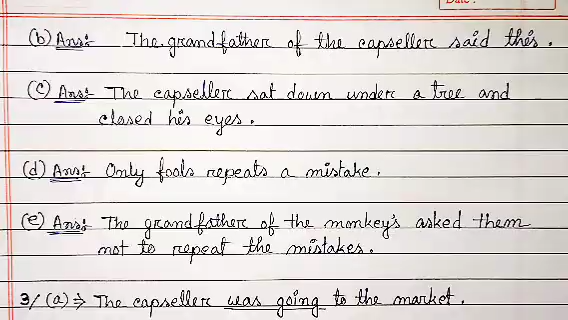 Date :
(b) Ans: The grandfather of the capseller said this.
(c) Ans: The capseller sat down under a tree and
closed his eyes.
(d) Ans: Only fools repeats a mistake.
(e) Ans: The grandfather of the monkey's asked them
not to repeat the mistakes.
3/ (a) ⇒ The capseller was going to the market.